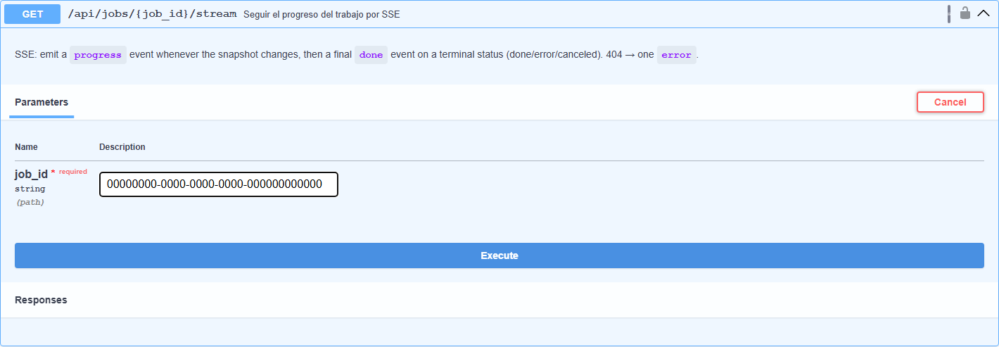 GET /api/jobs/{job_id}/stream Seguir el progreso del trabajo por SSE
SSE: emit a progress event whenever the snapshot changes, then a final done event on a terminal status (done/error/canceled). 404 → one error.
Parameters Cancel
Name Description
job_id * required
string
(path)
00000000-0000-0000-0000-000000000000
Execute
Responses